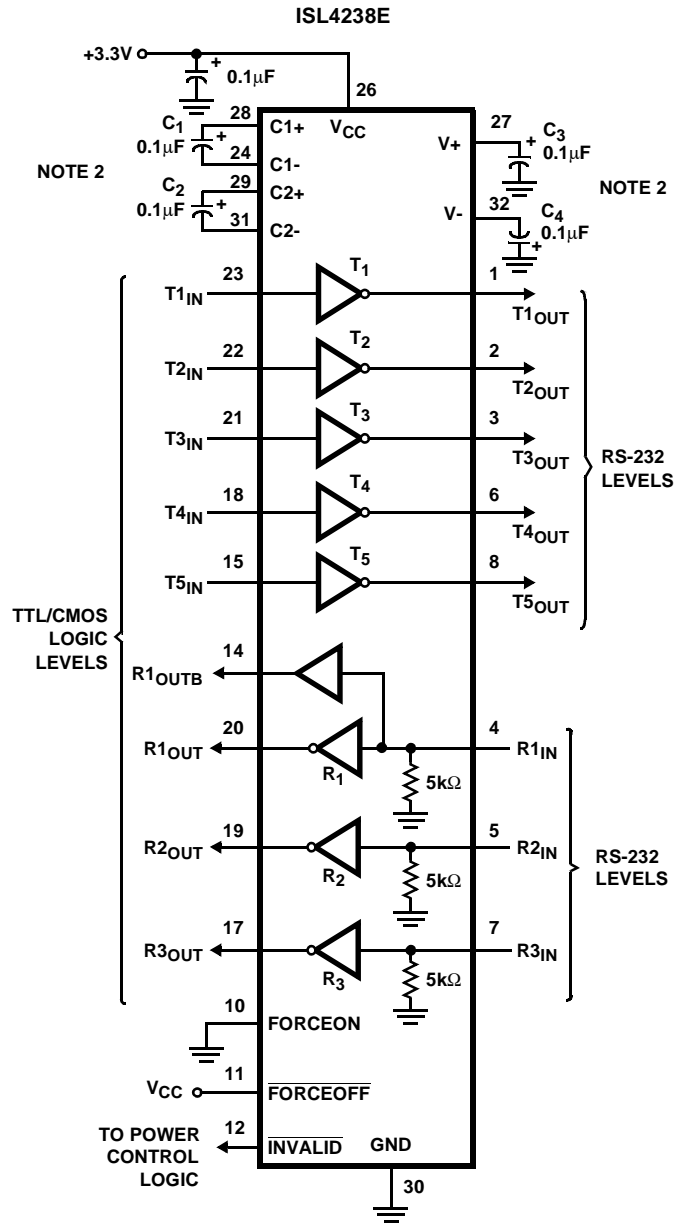 ISL4238E
+3.3V
+
0.1μF
26
28
C1+
VCC
27
C1
0.1μF
+
V+
C3
0.1μF
+
24
C1-
NOTE 2
29
C2+
NOTE 2
C2
0.1μF
+
32
31
C2-
V-
C4
0.1μF
+
T1IN
23
T1
1
T1OUT
T2IN
22
T2
2
T2OUT
T3IN
21
T3
3
T3OUT
RS-232
LEVELS
T4IN
18
T4
6
T4OUT
T5IN
15
T5
8
T5OUT
TTL/CMOS
LOGIC
LEVELS
R1OUTB
14
R1OUT
20
R1
5kΩ
4
R1IN
R2OUT
19
R2
5kΩ
5
R2IN
RS-232
LEVELS
R3OUT
17
R3
5kΩ
7
R3IN
10
FORCEON
VCC
11
FORCEOFF
TO POWER
CONTROL
LOGIC
12
INVALID
GND
30